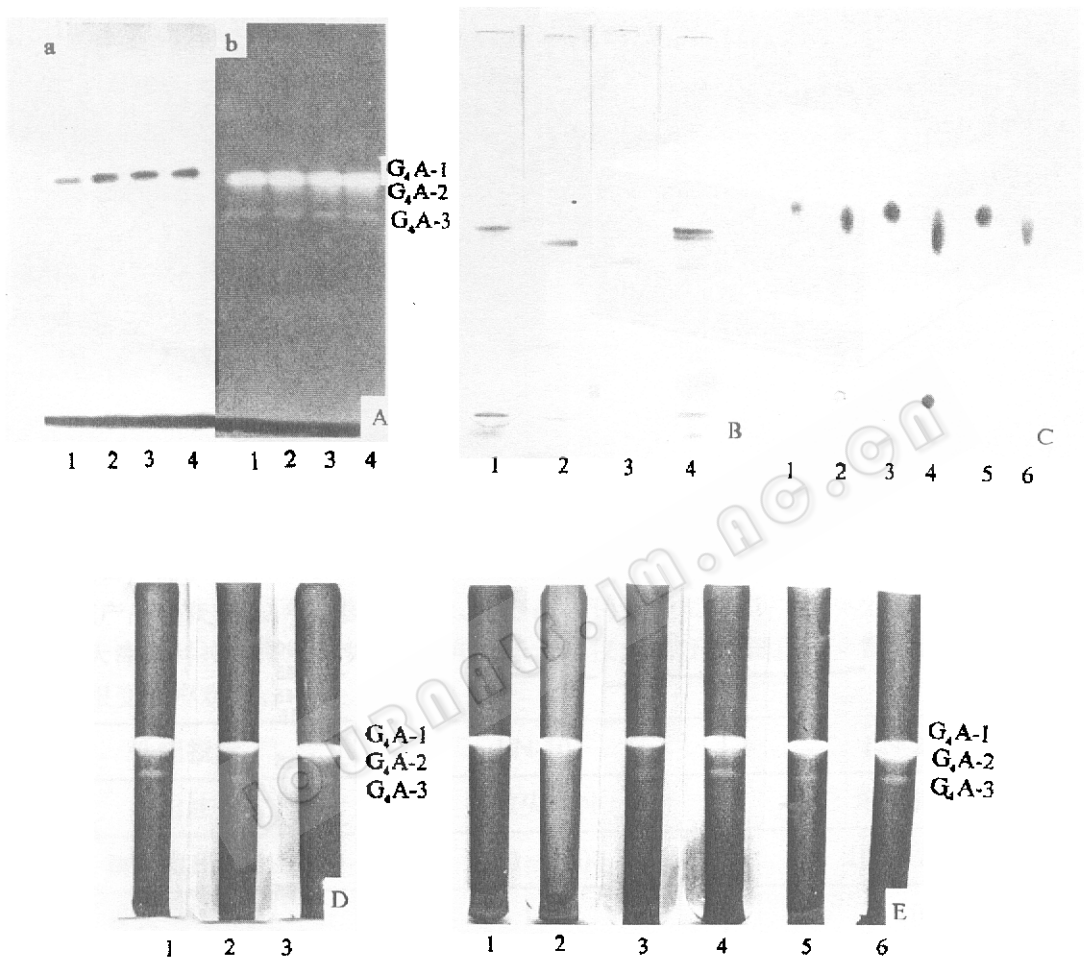 a
b
G₄A-1
G₄A-2
G₄A-3
A
B
C
1 2 3 4
1 2 3 4
1 2 3 4
1 2 3 4 5 6
JOURNALS.IM.AC.CN
G₄A-1
G₄A-2
G₄A-3
G₄A-1
G₄A-2
G₄A-3
D
E
1 2 3
1 2 3 4 5 6